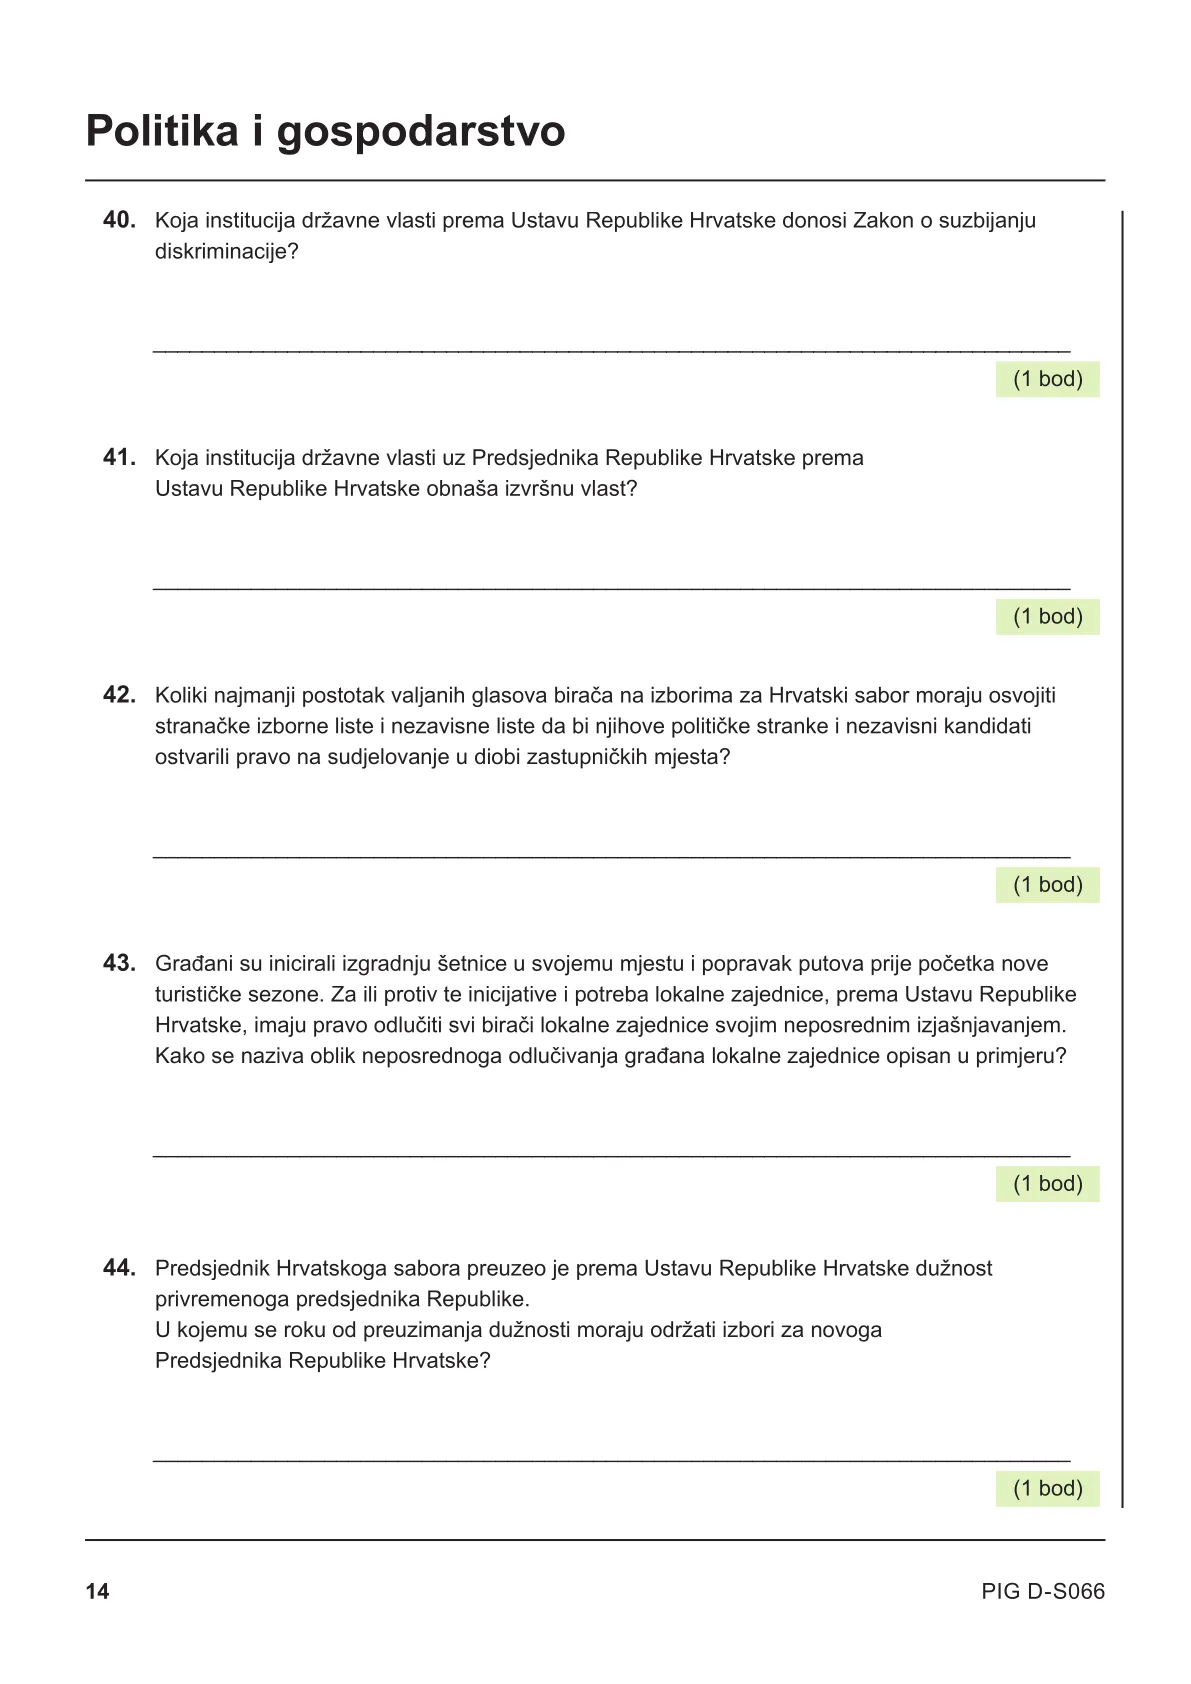 Politika i gospodarstvo
40. Koja institucija državne vlasti prema Ustavu Republike Hrvatske donosi Zakon o suzbijanju
diskriminacije?
(1 bod)
41. Koja institucija državne vlasti uz Predsjednika Republike Hrvatske prema
Ustavu Republike Hrvatske obnaša izvršnu vlast?
(1 bod)
42. Koliki najmanji postotak valjanih glasova birača na izborima za Hrvatski sabor moraju osvojiti
stranačke izborne liste i nezavisne liste da bi njihove političke stranke i nezavisni kandidati
ostvarili pravo na sudjelovanje u diobi zastupničkih mjesta?
(1 bod)
43. Građani su inicirali izgradnju šetnice u svojemu mjestu i popravak putova prije početka nove
turističke sezone. Za ili protiv te inicijative i potreba lokalne zajednice, prema Ustavu Republike
Hrvatske, imaju pravo odlučiti svi birači lokalne zajednice svojim neposrednim izjašnjavanjem.
Kako se naziva oblik neposrednoga odlučivanja građana lokalne zajednice opisan u primjeru?
(1 bod)
44. Predsjednik Hrvatskoga sabora preuzeo je prema Ustavu Republike Hrvatske dužnost
privremenoga predsjednika Republike.
U kojemu se roku od preuzimanja dužnosti moraju održati izbori za novoga
Predsjednika Republike Hrvatske?
(1 bod)
14
PIG D-S066